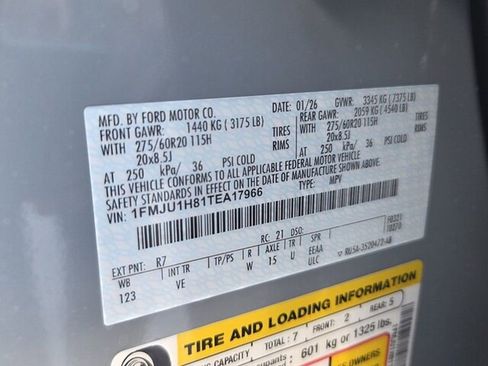 MFD. BY FORD MOTOR CO.
DATE: 01/26 GVWR: 3345 KG ( 7375 LB)
FRONT GAWR: 1440 KG ( 3175 LB)
REAR GAWR: 2059 KG ( 4540 LB)
WITH 275/60R20 115H TIRES
275/60R20 115H TIRES
20x8.5J RIMS
20x8.5J
AT 250 kPa/ 36 PSI COLD
AT 250 kPa/ 36 PSI COLD
THIS VEHICLE CONFORMS TO ALL APPLICABLE FEDERAL MOTOR VEHICLE
SAFETY STANDARDS IN EFFECT ON THE DATE OF MANUFACTURE SHOWN ABOVE.
VIN: 1FMJU1H81TEA17966
TYPE: MPV
EXT PNT: R7 RC: 21 DSO:
WB INT TR TP/PS R AXLE TR SPR
123 VE W 15 U EEAA
ULC
TIRE AND LOADING INFORMATION
SEATING CAPACITY TOTAL: 7 FRONT: 2 REAR: 5
601 kg or 1325 lbs.
OWNERS